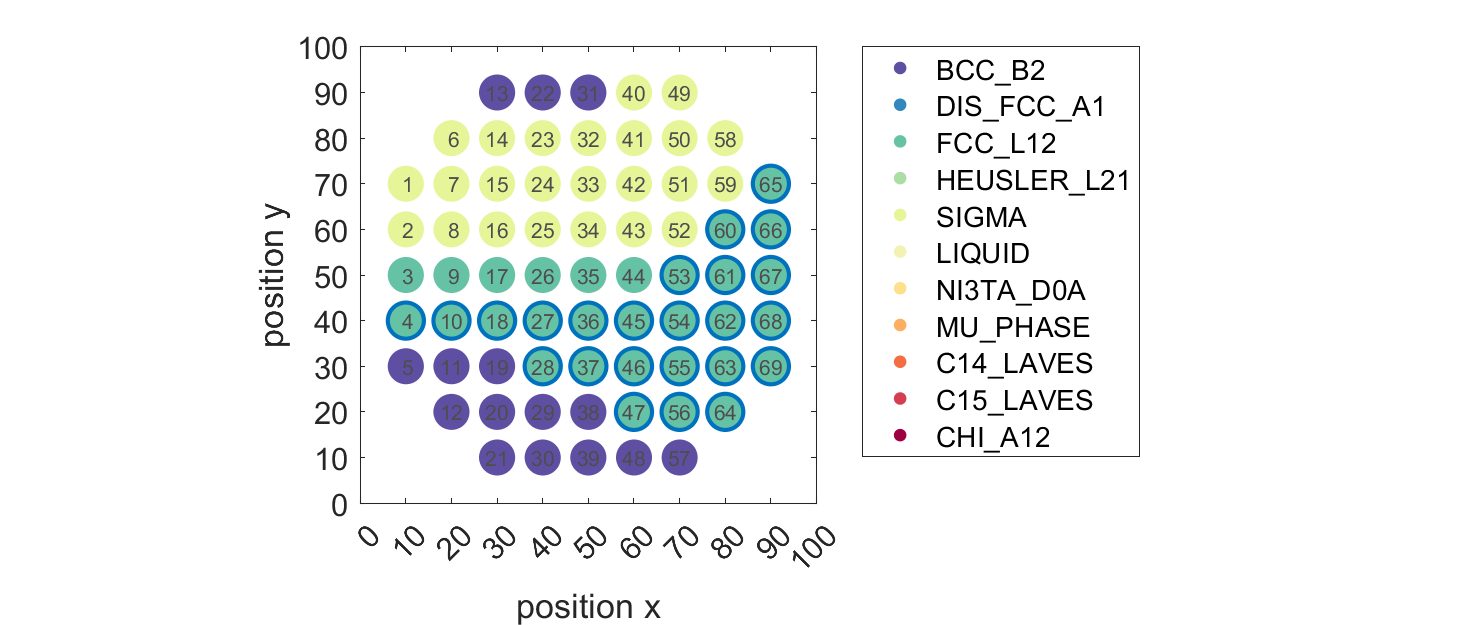 100
BCC_B2
90
13 22 31 40 49
DIS_FCC_A1
80
6 14 23 32 41 50 58
FCC_L12
70
1 7 15 24 33 42 51 59 65
HEUSLER_L21
60
2 8 16 25 34 43 52 60 66
SIGMA
LIQUID
50
3 9 17 26 35 44 53 61 67
NI3TA_D0A
40
4 10 18 27 36 45 54 62 68
MU_PHASE
30
5 11 19 28 37 46 55 63 69
C14_LAVES
20
12 20 29 38 47 56 64
C15_LAVES
10
21 30 39 48 57
CHI_A12
0
position y
0 10 20 30 40 50 60 70 80 90 100
position x